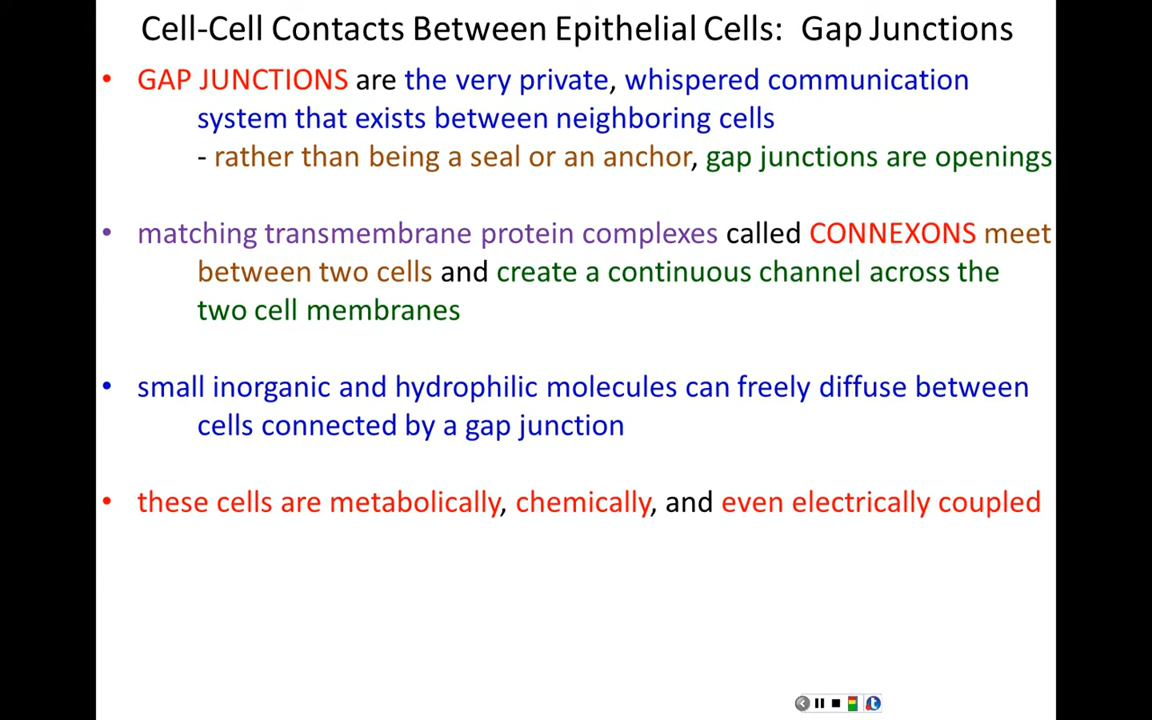 Cell-Cell Contacts Between Epithelial Cells: Gap Junctions
• GAP JUNCTIONS are the very private, whispered communication
system that exists between neighboring cells
- rather than being a seal or an anchor, gap junctions are openings
• matching transmembrane protein complexes called CONNEXONS meet
between two cells and create a continuous channel across the
two cell membranes
• small inorganic and hydrophilic molecules can freely diffuse between
cells connected by a gap junction
• these cells are metabolically, chemically, and even electrically coupled